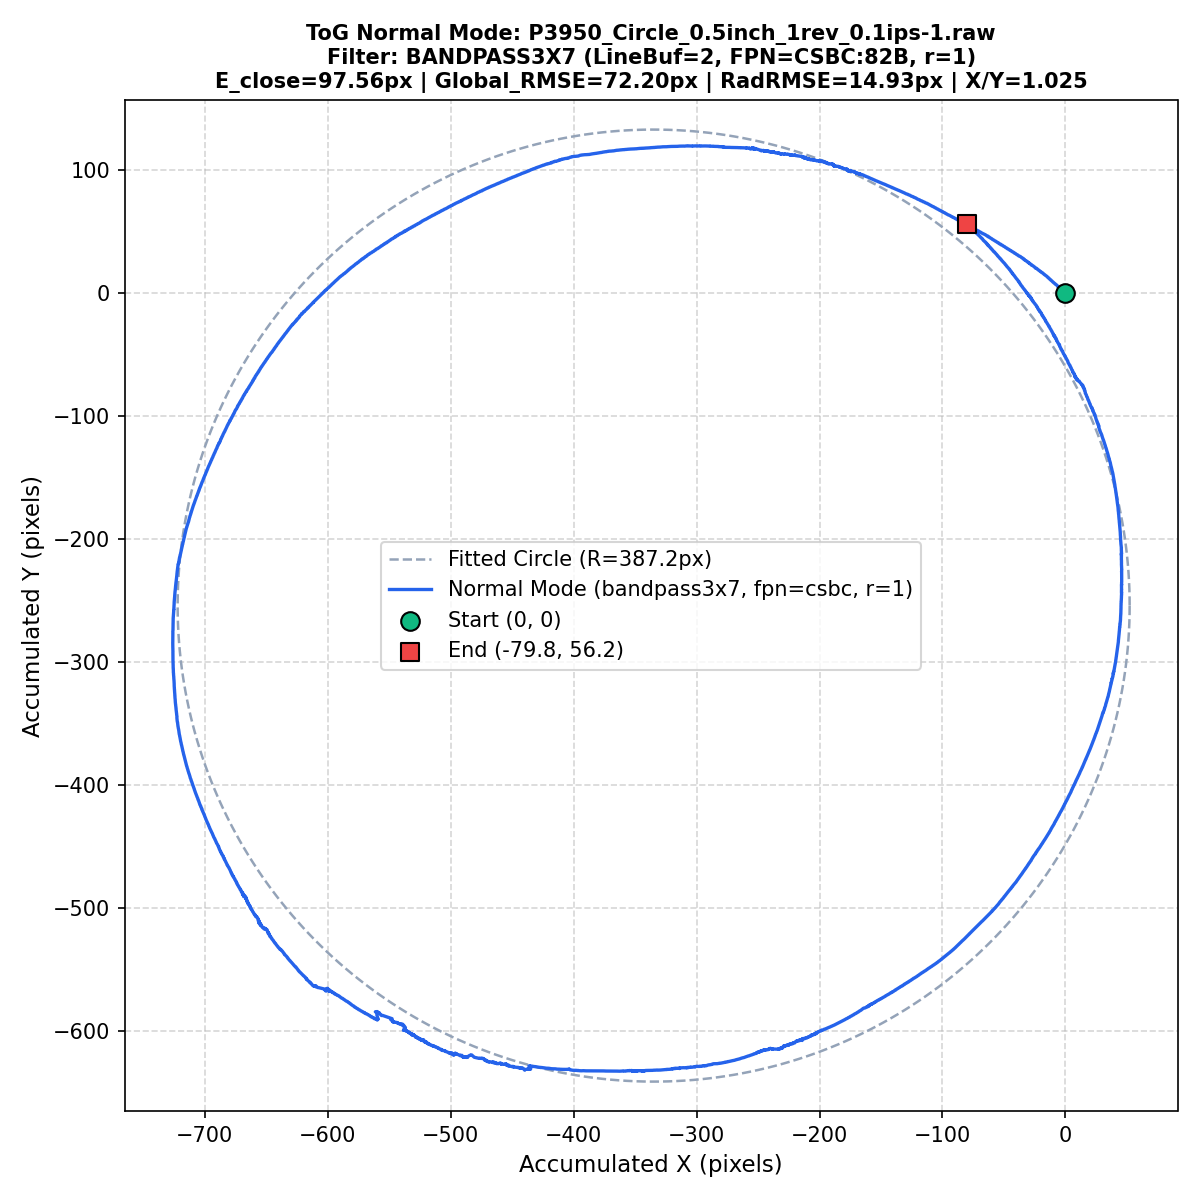 ToG Normal Mode: P3950_Circle_0.5inch_1rev_0.1ips-1.raw
Filter: BANDPASS3X7 (LineBuf=2, FPN=CSBC:82B, r=1)
E_close=97.56px | Global_RMSE=72.20px | RadRMSE=14.93px | X/Y=1.025
Accumulated Y (pixels)
100
0
−100
−200
−300
−400
−500
−600
Fitted Circle (R=387.2px)
Normal Mode (bandpass3x7, fpn=csbc, r=1)
Start (0, 0)
End (-79.8, 56.2)
−700 −600 −500 −400 −300 −200 −100 0
Accumulated X (pixels)